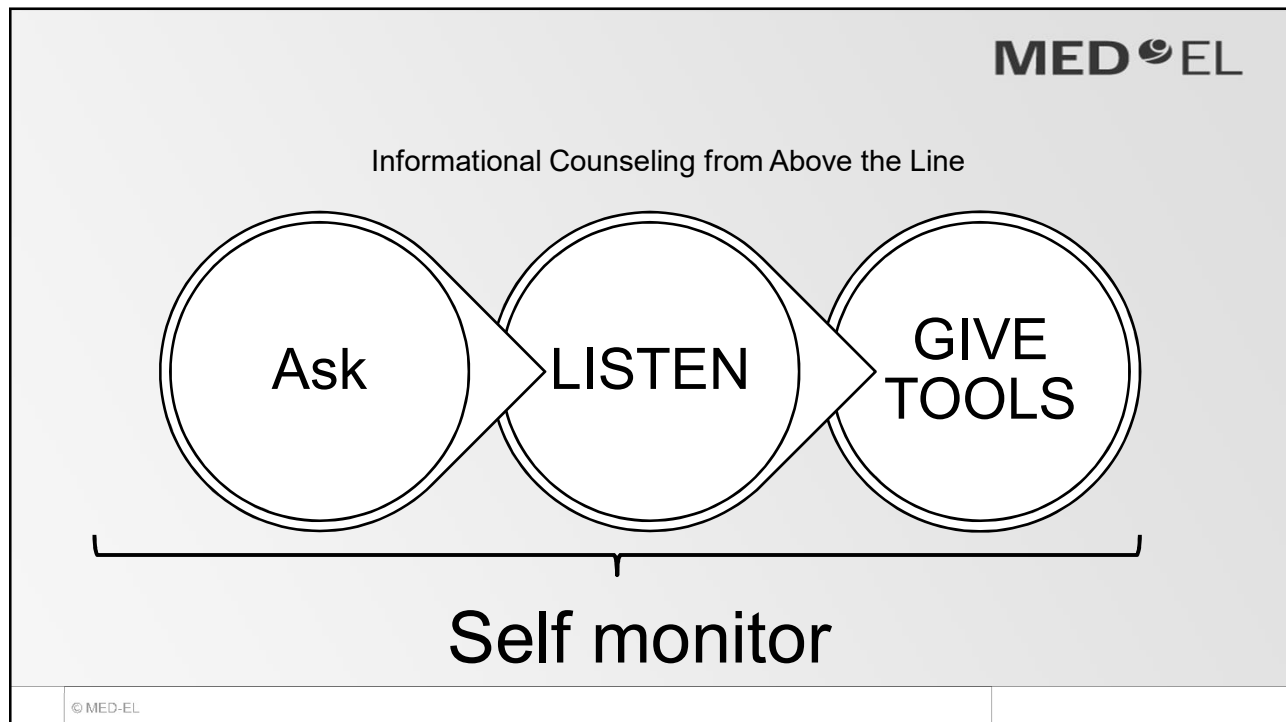 MED EL
Informational Counseling from Above the Line
Ask
LISTEN
GIVE
TOOLS
Self monitor
© MED-EL